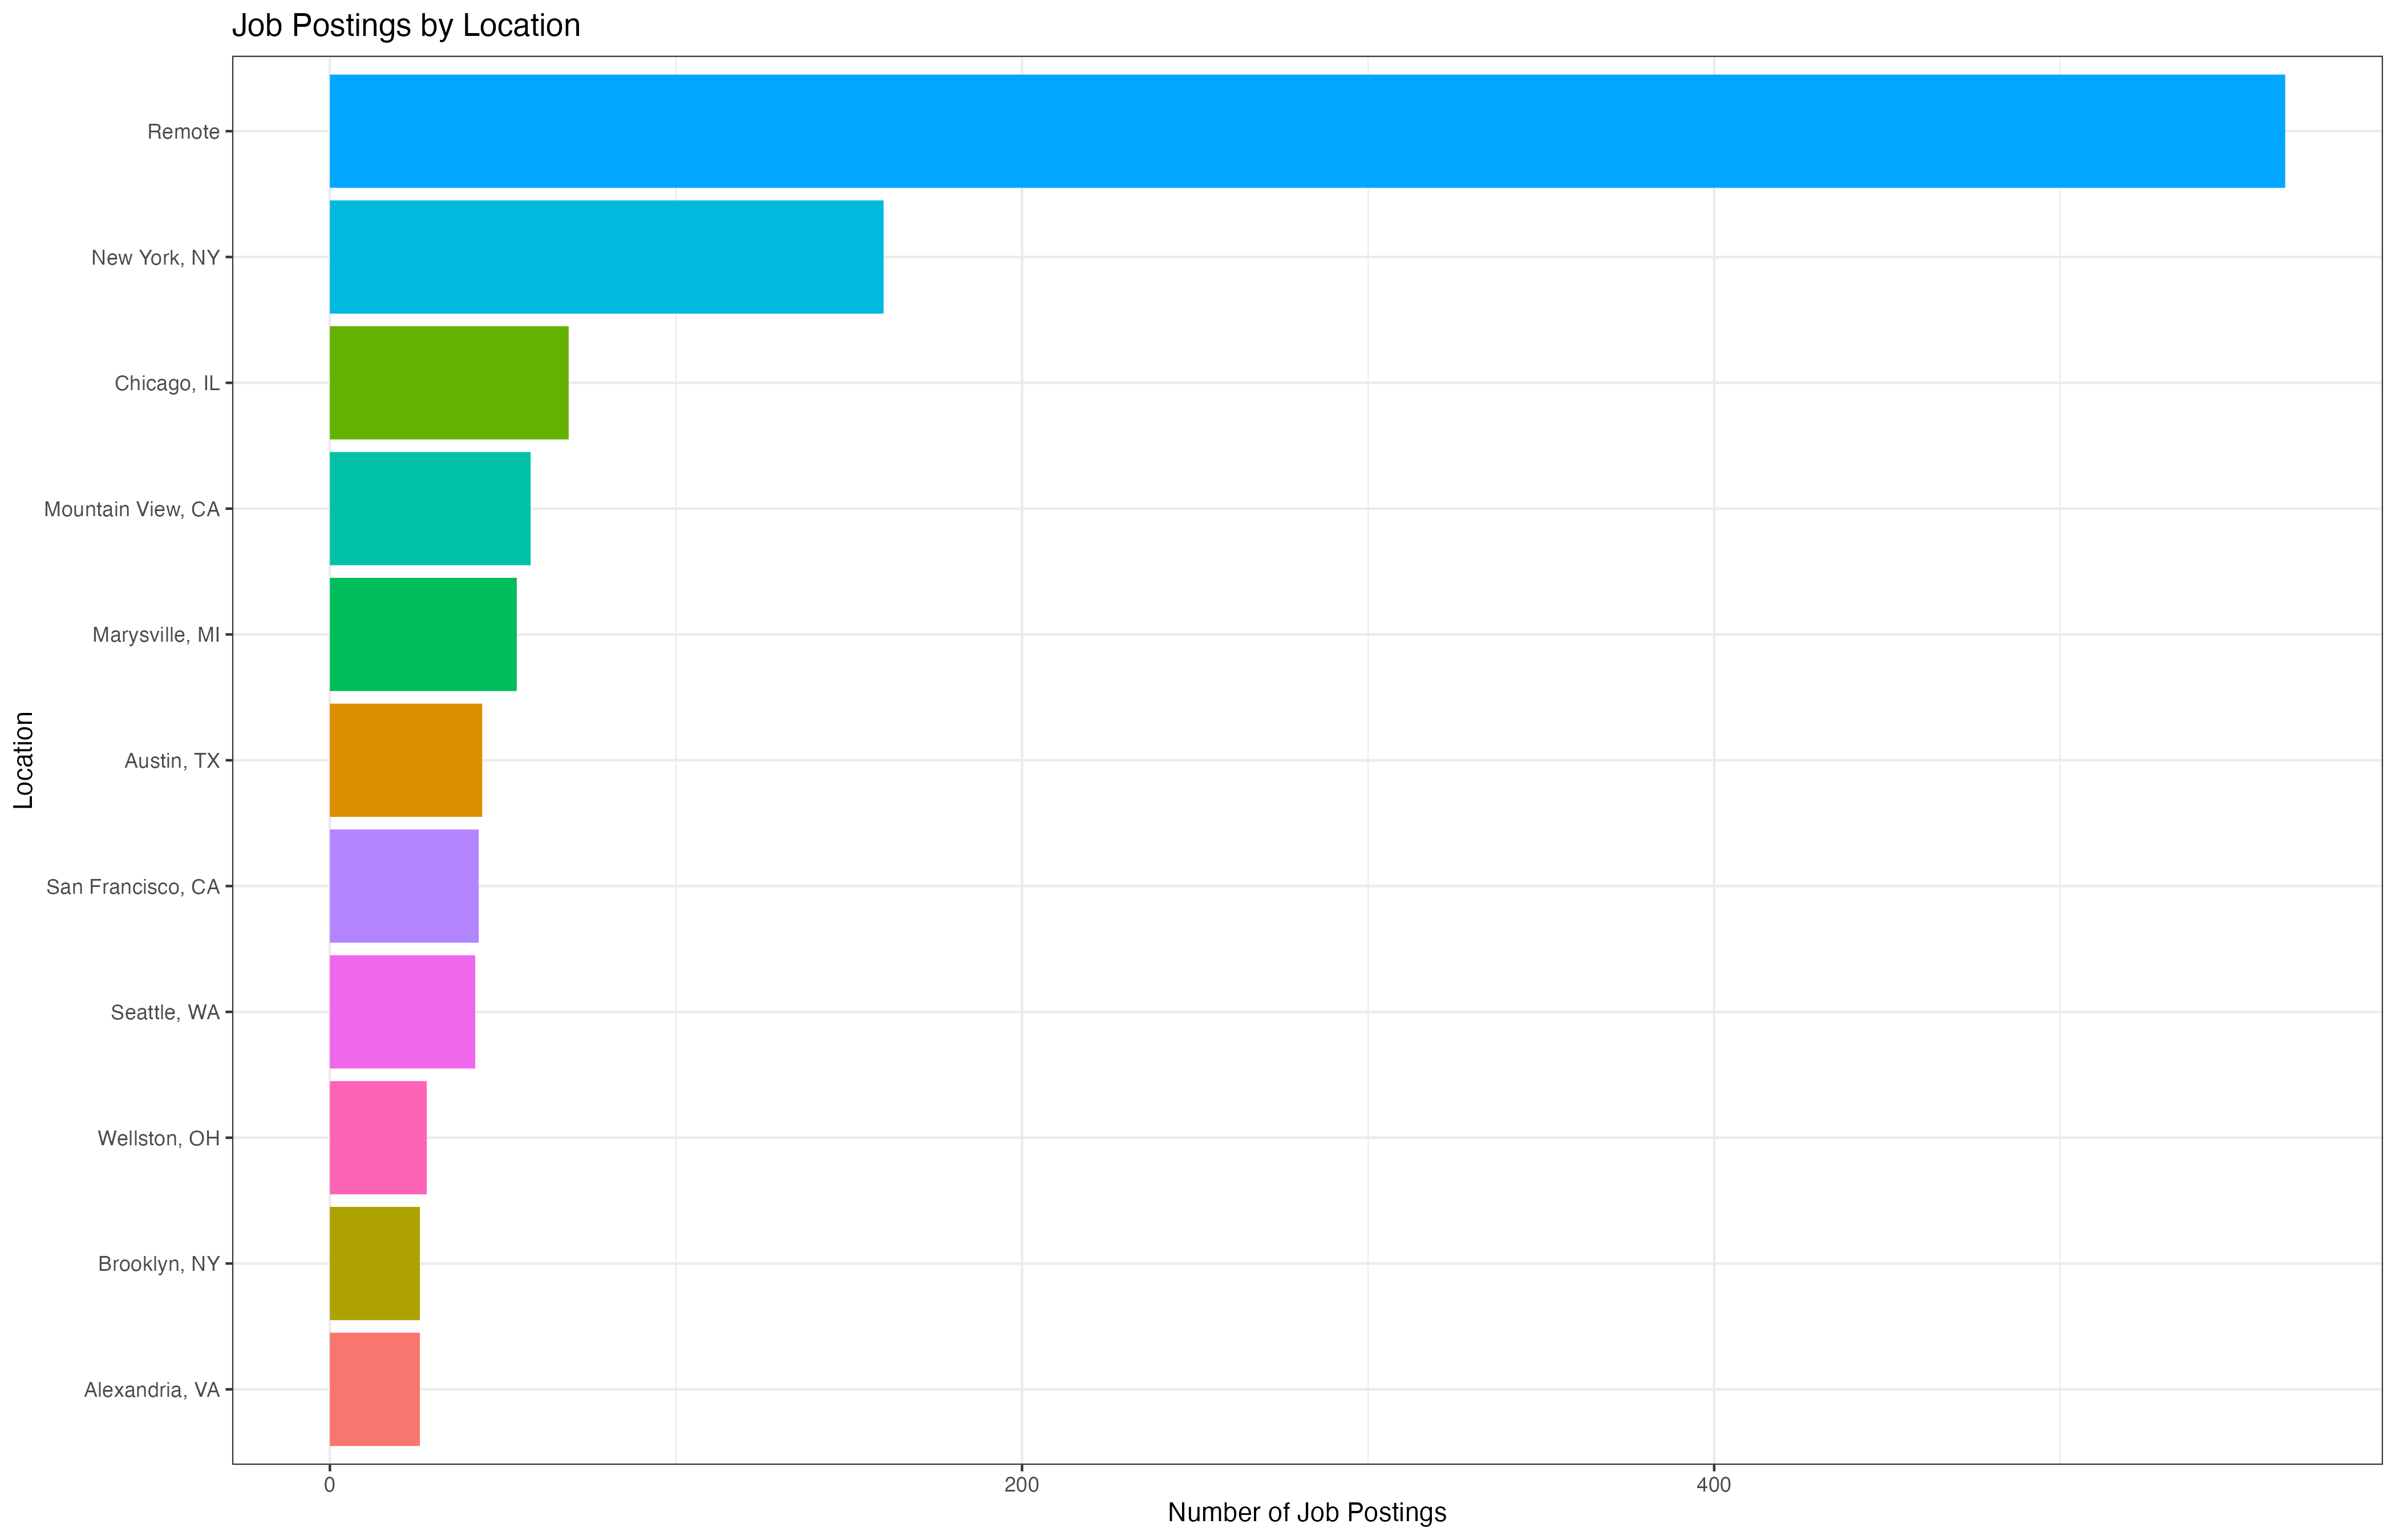 Job Postings by Location
Remote
New York, NY
Chicago, IL
Mountain View, CA
Marysville, MI
Austin, TX
San Francisco, CA
Seattle, WA
Wellston, OH
Brooklyn, NY
Alexandria, VA
Location
0 200 400
Number of Job Postings